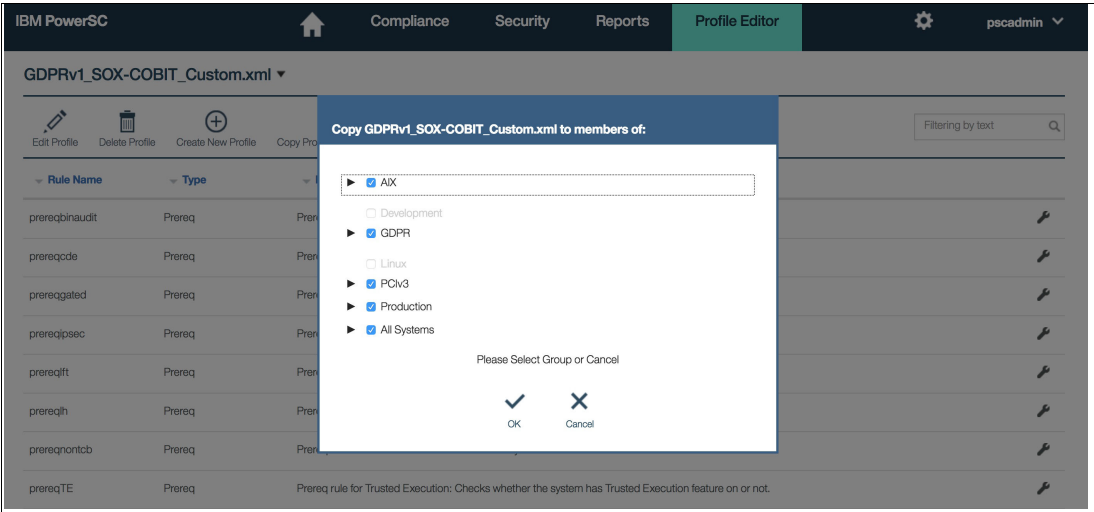 IBM PowerSC Compliance Security Reports Profile Editor pscadmin
GDPRv1_SOX-COBIT_Custom.xml
Edit Profile Delete Profile Create New Profile Copy Pro Filtering by text
Copy GDPRv1_SOX-COBIT_Custom.xml to members of:
Rule Name Type
AIX
prereqbinaudit Prereq Prere
Development
GDPR
prereqcde Prereq Prere
Linux
prereqgated Prereq Prere
PCIv3
Production
prereqipsec Prereq Prere
All Systems
Please Select Group or Cancel
prereqlft Prereq Prere
prereqlh Prereq Prere
OK Cancel
prereqnontcb Prereq Prere
prereqTE Prereq Prereq rule for Trusted Execution: Checks whether the system has Trusted Execution feature on or not.